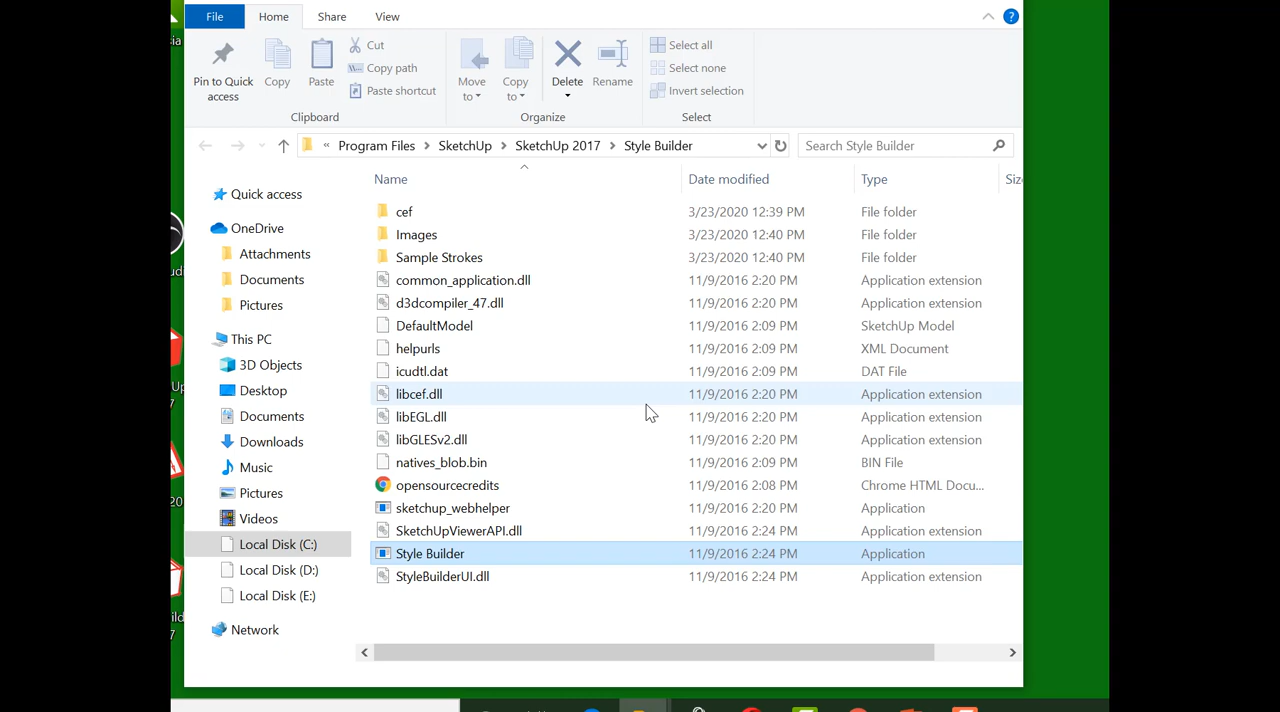 File Home Share View
Pin to Quick access
Copy
Paste
Cut
Copy path
Paste shortcut
Clipboard
Move to
Copy to
Delete
Rename
Organize
Select all
Select none
Invert selection
Select
« Program Files > SketchUp > SketchUp 2017 > Style Builder
Search Style Builder
Name Date modified Type Siz
Quick access
OneDrive
Attachments
Documents
Pictures
This PC
3D Objects
Desktop
Documents
Downloads
Music
Pictures
Videos
Local Disk (C:)
Local Disk (D:)
Local Disk (E:)
Network
cef 3/23/2020 12:39 PM File folder
Images 3/23/2020 12:40 PM File folder
Sample Strokes 3/23/2020 12:40 PM File folder
common_application.dll 11/9/2016 2:20 PM Application extension
d3dcompiler_47.dll 11/9/2016 2:20 PM Application extension
DefaultModel 11/9/2016 2:09 PM SketchUp Model
helpurls 11/9/2016 2:09 PM XML Document
icudtl.dat 11/9/2016 2:09 PM DAT File
libcef.dll 11/9/2016 2:20 PM Application extension
libEGL.dll 11/9/2016 2:20 PM Application extension
libGLESv2.dll 11/9/2016 2:20 PM Application extension
natives_blob.bin 11/9/2016 2:09 PM BIN File
opensourcecredits 11/9/2016 2:08 PM Chrome HTML Docu...
sketchup_webhelper 11/9/2016 2:20 PM Application
SketchUpViewerAPI.dll 11/9/2016 2:24 PM Application extension
Style Builder 11/9/2016 2:24 PM Application
StyleBuilderUI.dll 11/9/2016 2:24 PM Application extension